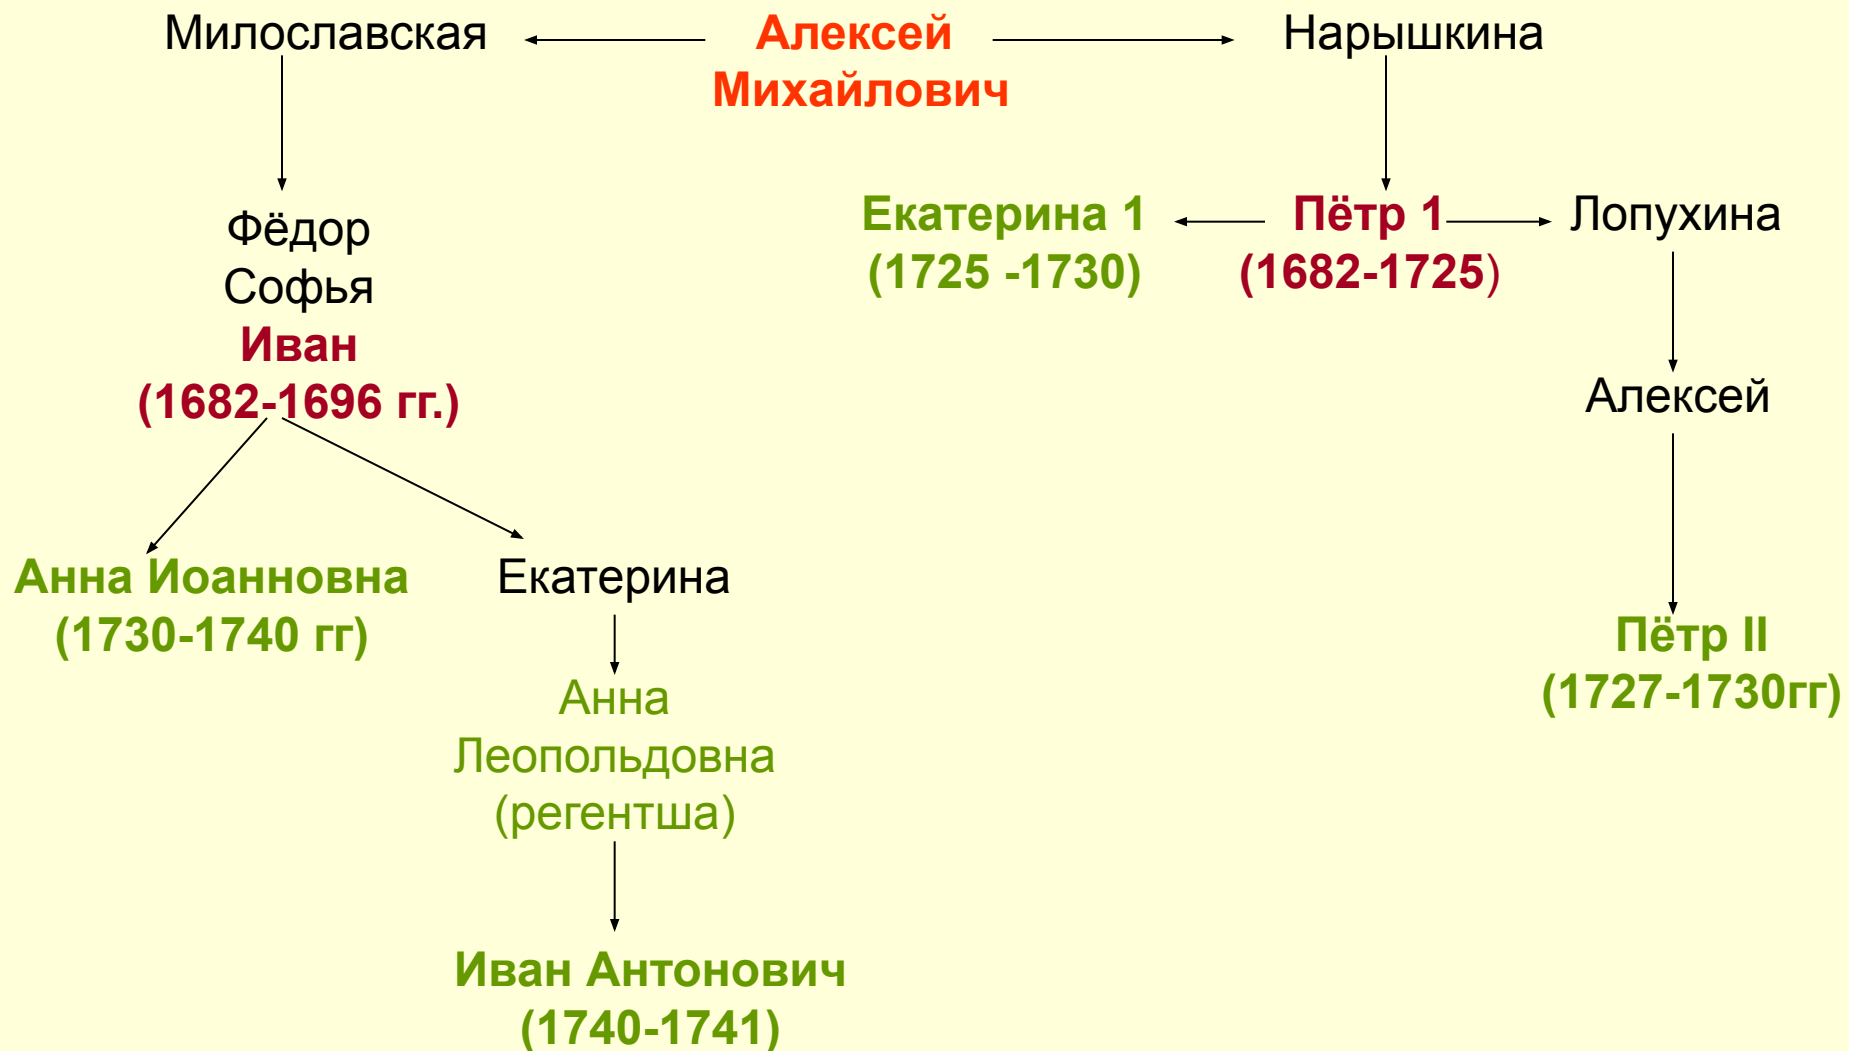 Милославская
Алексей
Михайлович
Нарышкина
Фёдор
Софья
Иван
(1682-1696 гг.)
Екатерина 1
(1725 -1730)
Пётр 1
(1682-1725)
Лопухина
Алексей
Анна Иоанновна
(1730-1740 гг)
Екатерина
Анна
Леопольдовна
(регентша)
Пётр II
(1727-1730гг)
Иван Антонович
(1740-1741)